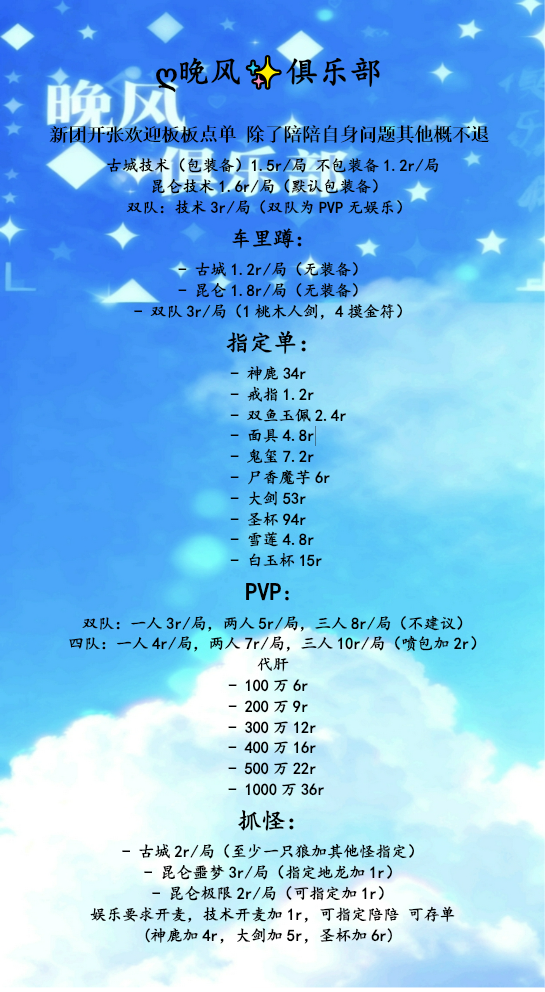 ღ晚风✨俱乐部
晚风
新团开张欢迎板板点单 除了陪陪自身问题其他概不退
古城技术（包装备）1.5r/局 不包装备1.2r/局
昆仑技术1.6r/局（默认包装备）
双队：技术3r/局（双队为PVP无娱乐）
车里蹲：
- 古城1.2r/局（无装备）
- 昆仑1.8r/局（无装备）
- 双队3r/局（1桃木人剑，4摸金符）
指定单：
- 神鹿34r
- 戒指1.2r
- 双鱼玉佩2.4r
- 面具4.8r
- 鬼玺7.2r
- 尸香魔芋6r
- 大剑53r
- 圣杯94r
- 雪莲4.8r
- 白玉杯15r
PVP：
双队：一人3r/局，两人5r/局，三人8r/局（不建议）
四队：一人4r/局，两人7r/局，三人10r/局（喷包加2r）
代肝
- 100万6r
- 200万9r
- 300万12r
- 400万16r
- 500万22r
- 1000万36r
抓怪：
- 古城2r/局（至少一只狼加其他怪指定）
- 昆仑噩梦3r/局（指定地龙加1r）
- 昆仑极限2r/局（可指定加1r）
娱乐要求开麦，技术开麦加1r，可指定陪陪 可存单
(神鹿加4r，大剑加5r，圣杯加6r)